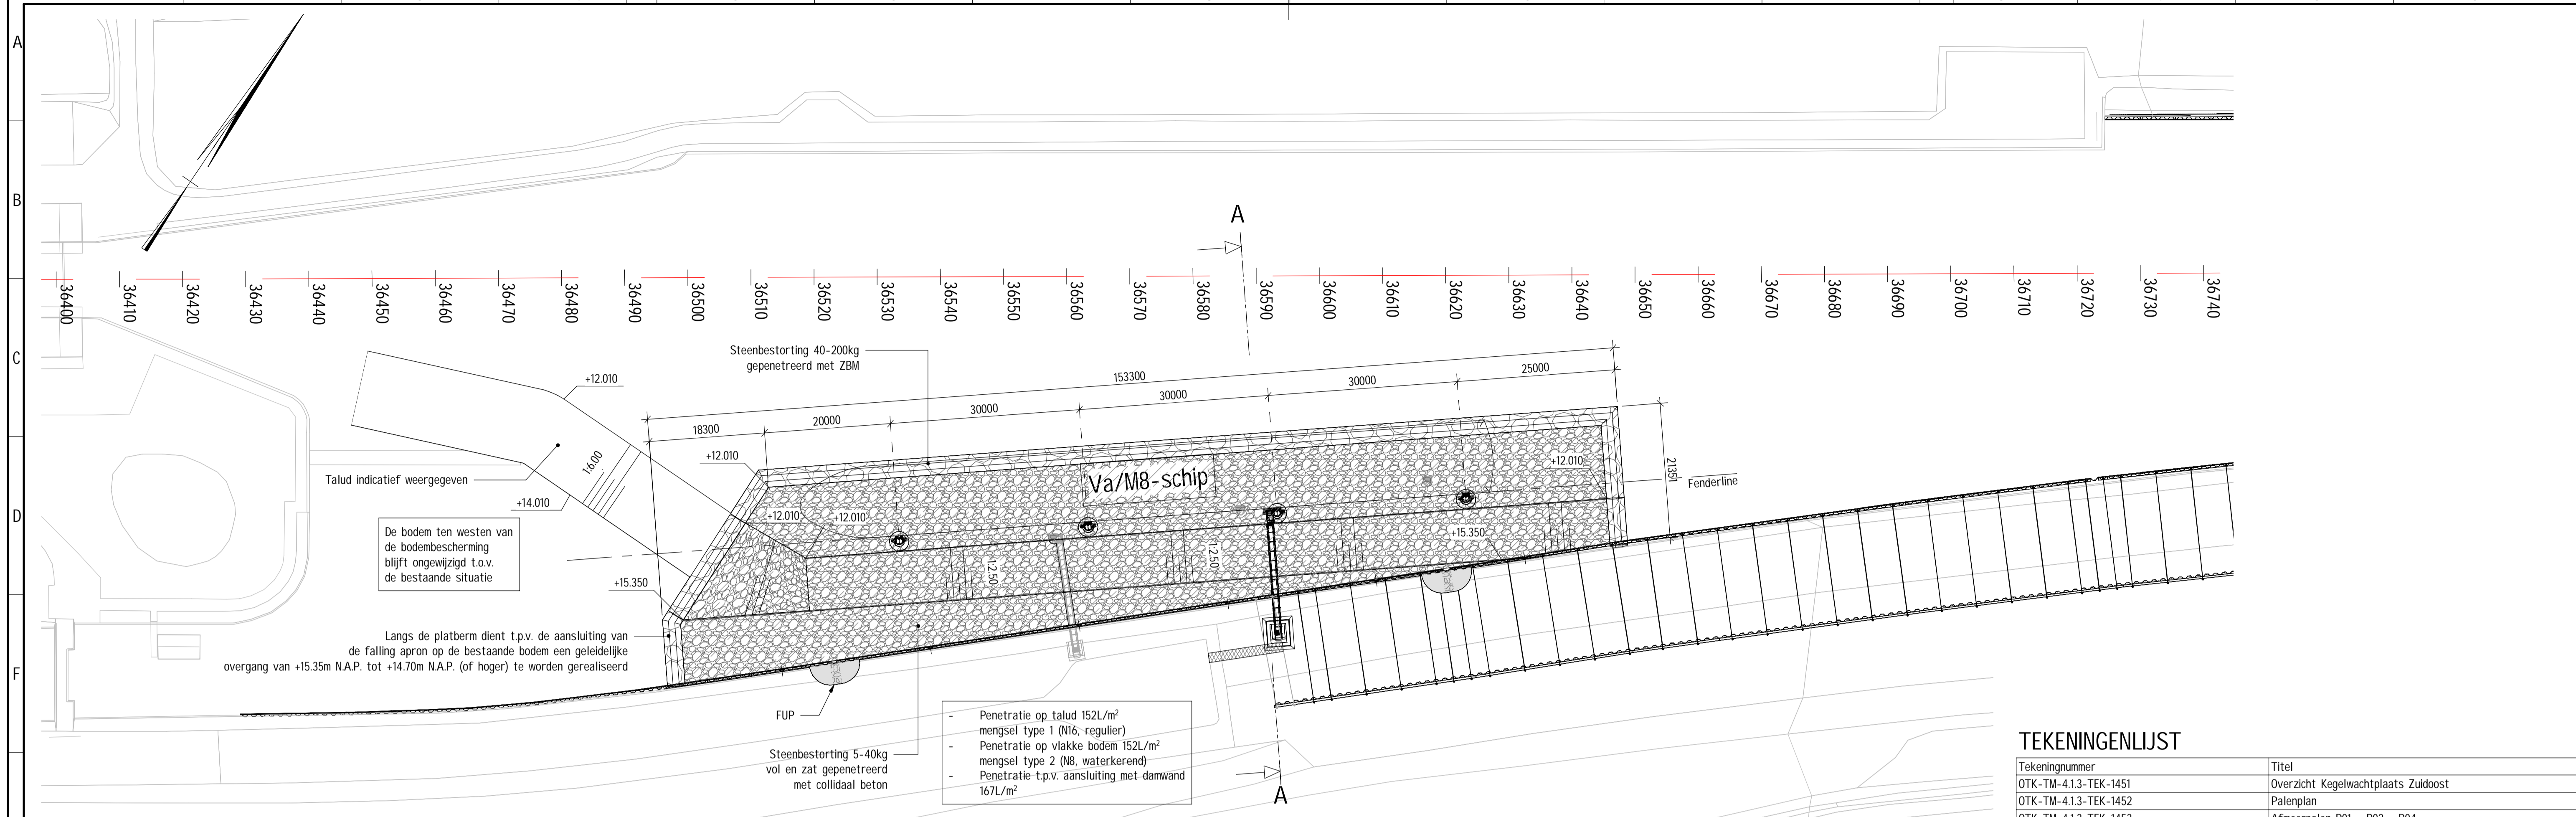 A
B
C
D
F
A
36400
36410
36420
36430
36440
36450
36460
36470
36480
36490
36500
36510
36520
36530
36540
36550
36560
36570
36580
36590
36600
36610
36620
36630
36640
36650
36660
36670
36680
36690
36700
36710
36720
36730
36740
Steenbestorting 40-200kg
gepenetreerd met ZBM
153300
18300
20000
30000
30000
30000
25000
21351
+12.010
1:6.00
Talud indicatief weergegeven
+14.010
+12.010
Va/M8-schip
+12.010
Fenderline
+12.010
+12.010
+15.350
1:2.50
1:2.50
De bodem ten westen van
de bodembescherming
blijft ongewijzigd t.o.v.
de bestaande situatie
+15.350
Langs de platberm dient t.p.v. de aansluiting van
de falling apron op de bestaande bodem een geleidelijke
overgang van +15.35m N.A.P. tot +14.70m N.A.P. (of hoger) te worden gerealiseerd
FUP
Steenbestorting 5-40kg
vol en zat gepenetreerd
met collidaal beton
- Penetratie op talud 152L/m²
mengsel type 1 (N16, regulier)
- Penetratie op vlakke bodem 152L/m²
mengsel type 2 (N8, waterkerend)
- Penetratie t.p.v. aansluiting met damwand
167L/m²
A
TEKENINGENLIJST
Tekeningnummer Titel
OTK-TM-4.1.3-TEK-1451 Overzicht Kegelwachtplaats Zuidoost
OTK-TM-4.1.3-TEK-1452 Palenplan